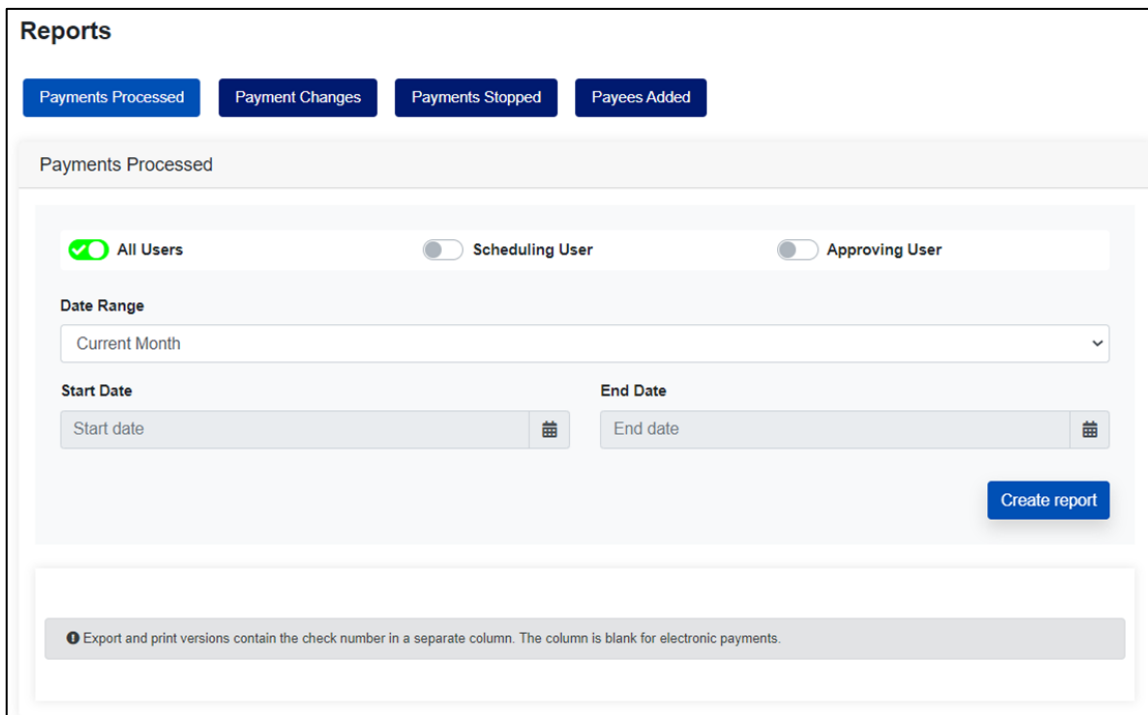 Reports
Payments Processed Payment Changes Payments Stopped Payees Added
Payments Processed
All Users Scheduling User Approving User
Date Range
Current Month
Start Date End Date
Start date End date
Create report
Export and print versions contain the check number in a separate column. The column is blank for electronic payments.